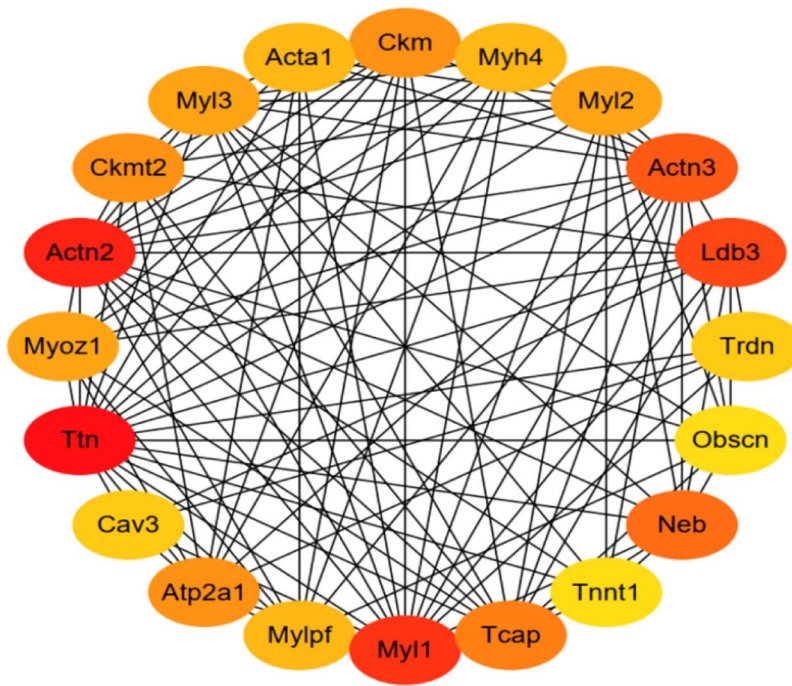 Ckm
Acta1
Myh4
Myl3
Myl2
Ckmt2
Actn3
Actn2
Ldb3
Myoz1
Trdn
Ttn
Obscn
Cav3
Neb
Atp2a1
Tnnt1
Mylpf
Tcap
Myl1